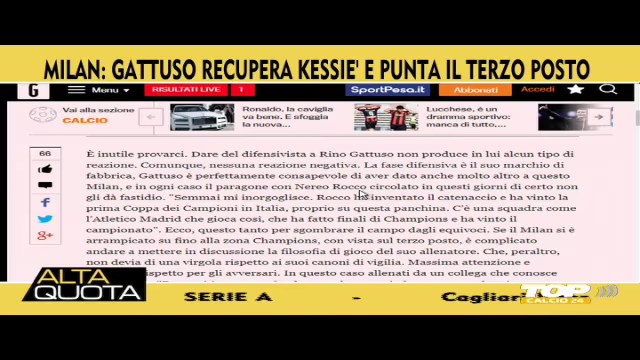 MILAN: GATTUSO RECUPERA KESSIE' E PUNTA IL TERZO POSTO
G Menu RISULTATI LIVE 1 SportPesa.it Abbonati Accedi
Vai alla sezione
CALCIO
Ronaldo, la caviglia
va bene. E sfoggia
la nuova...
Lucchese, è un
dramma sportivo:
manca di tutto,...
66
È inutile provarci. Dare del difensivista a Rino Gattuso non produce in lui alcun tipo di
reazione. Comunque, nessuna reazione negativa. La fase difensiva è il suo marchio di
fabbrica, Gattuso è perfettamente consapevole di aver dato anche molto altro a questo
Milan, e in ogni caso il paragone con Nereo Rocco circolato in questi giorni di certo non
gli dà fastidio. "Semmai mi inorgoglisce. Rocco ha inventato il catenaccio e ha vinto la
prima Coppa dei Campioni in Italia, proprio su questa panchina. C'è una squadra come
l'Atletico Madrid che gioca così, che ha fatto finali di Champions e ha vinto il
campionato". Ecco, questo tanto per sgombrare il campo dagli equivoci. Se il Milan si è
arrampicato su fino alla zona Champions, con vista sul terzo posto, è complicato
andare a mettere in discussione la filosofia di gioco del suo allenatore. Che, peraltro,
non devia di una virgola rispetto ai suoi canoni di vigilia. Massima attenzione e
rispetto per gli avversari. In questo caso allenati da un collega che conosce
ALTA
QUOTA
SERIE A - Cagliari
TOP
CALCIO 24